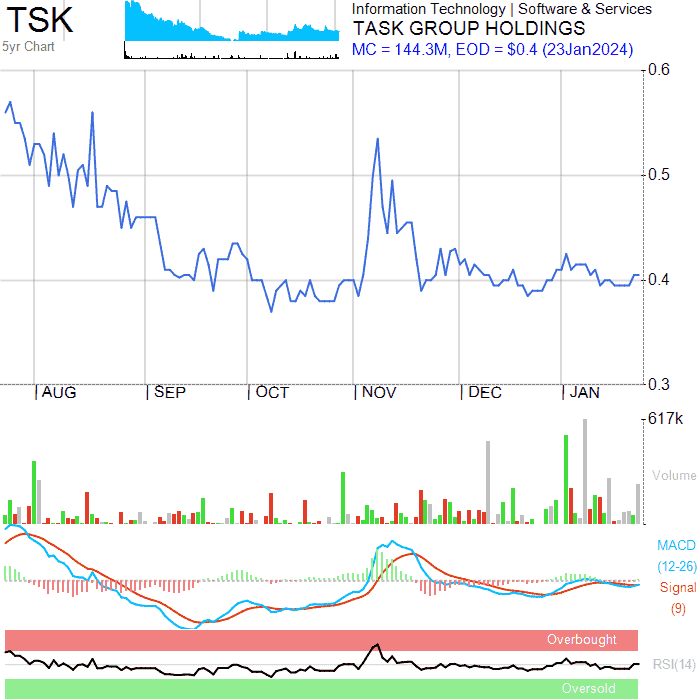 TSK
5yr Chart
Information Technology | Software & Services
TASK GROUP HOLDINGS
MC = 144.3M, EOD = $0.4 (23Jan2024)
0.6
0.5
0.4
0.3
|AUG |SEP |OCT |NOV |DEC |JAN
617k
Volume
MACD
(12-26)
Signal
(9)
Overbought
RSI(14)
Oversold